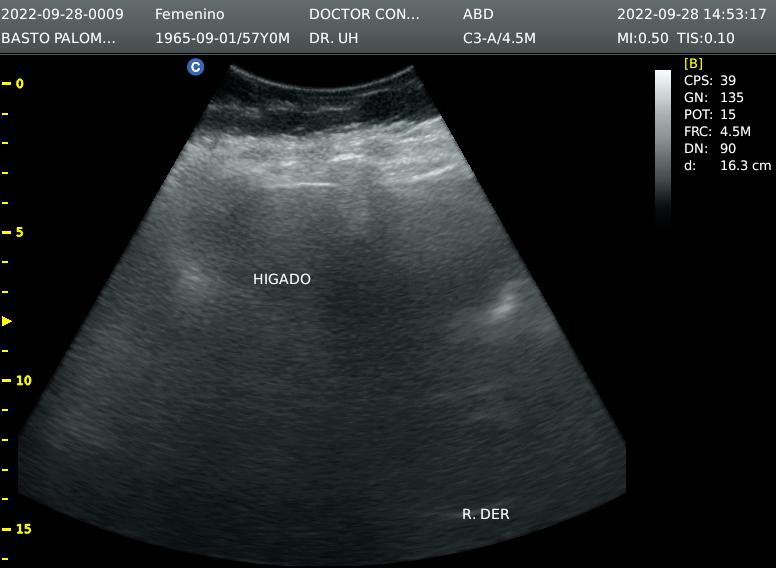 2022-09-28-0009 Femenino DOCTOR CON... ABD 2022-09-28 14:53:17
BASTO PALOM... 1965-09-01/57Y0M DR. UH C3-A/4.5M MI:0.50 TIS:0.10
C
[B]
CPS: 39
GN: 135
POT: 15
FRC: 4.5M
DN: 90
d: 16.3 cm
0
5
HIGADO
10
R. DER
15